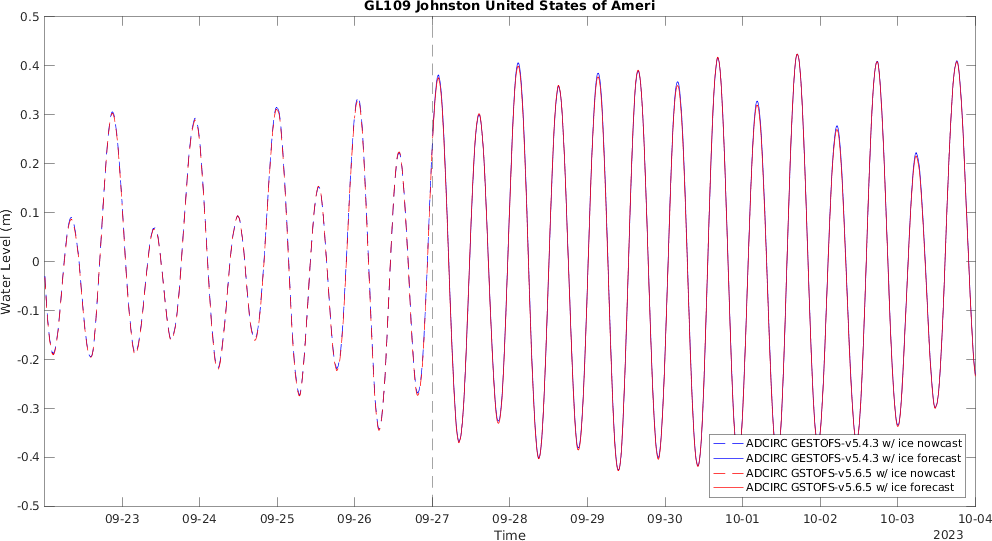 GL109 Johnston United States of Ameri
0.5
0.4
0.3
0.2
0.1
0
-0.1
-0.2
-0.3
-0.4
-0.5
Water Level (m)
ADCIRC GESTOFS-v5.4.3 w/ ice nowcast
ADCIRC GESTOFS-v5.4.3 w/ ice forecast
ADCIRC GSTOFS-v5.6.5 w/ ice nowcast
ADCIRC GSTOFS-v5.6.5 w/ ice forecast
09-23 09-24 09-25 09-26 09-27 09-28 09-29 09-30 10-01 10-02 10-03 10-04
Time
2023